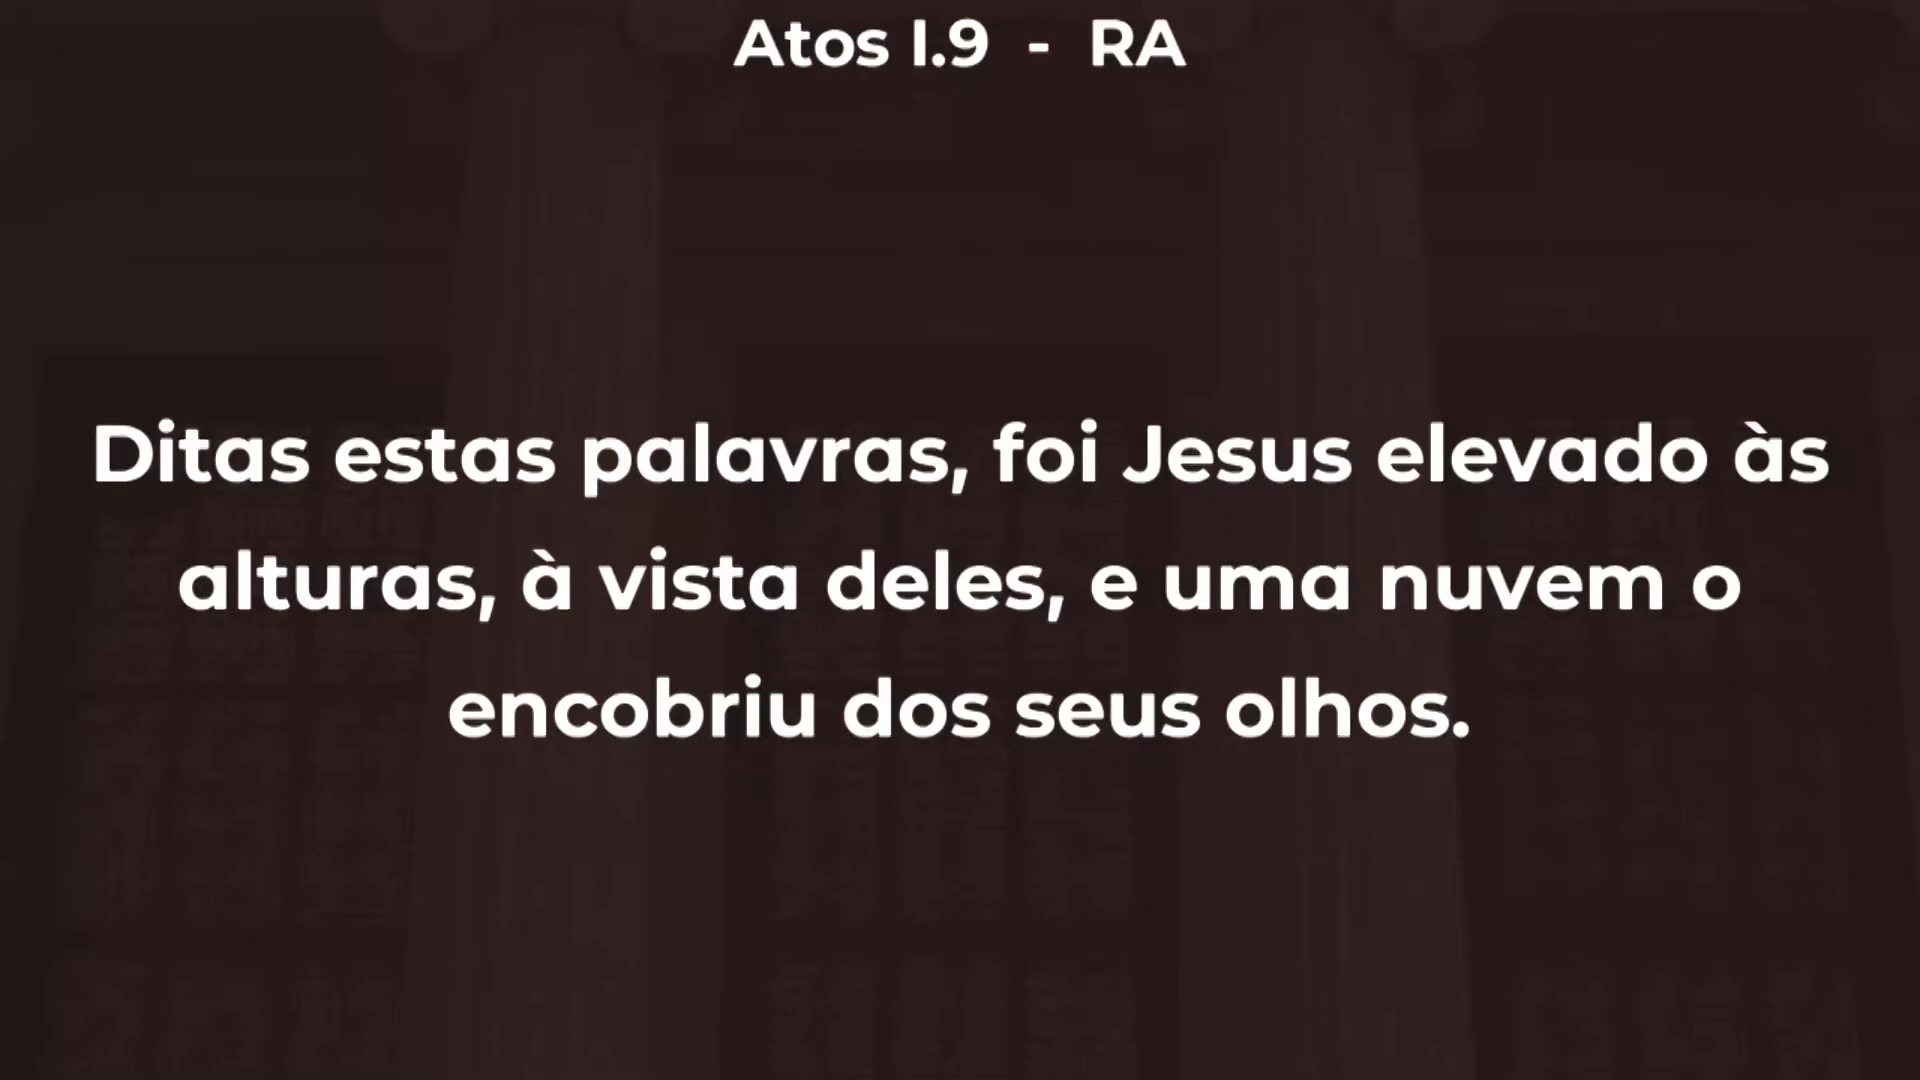 Atos 1.9 - RA
Ditas estas palavras, foi Jesus elevado às
alturas, à vista deles, e uma nuvem o
encobriu dos seus olhos.